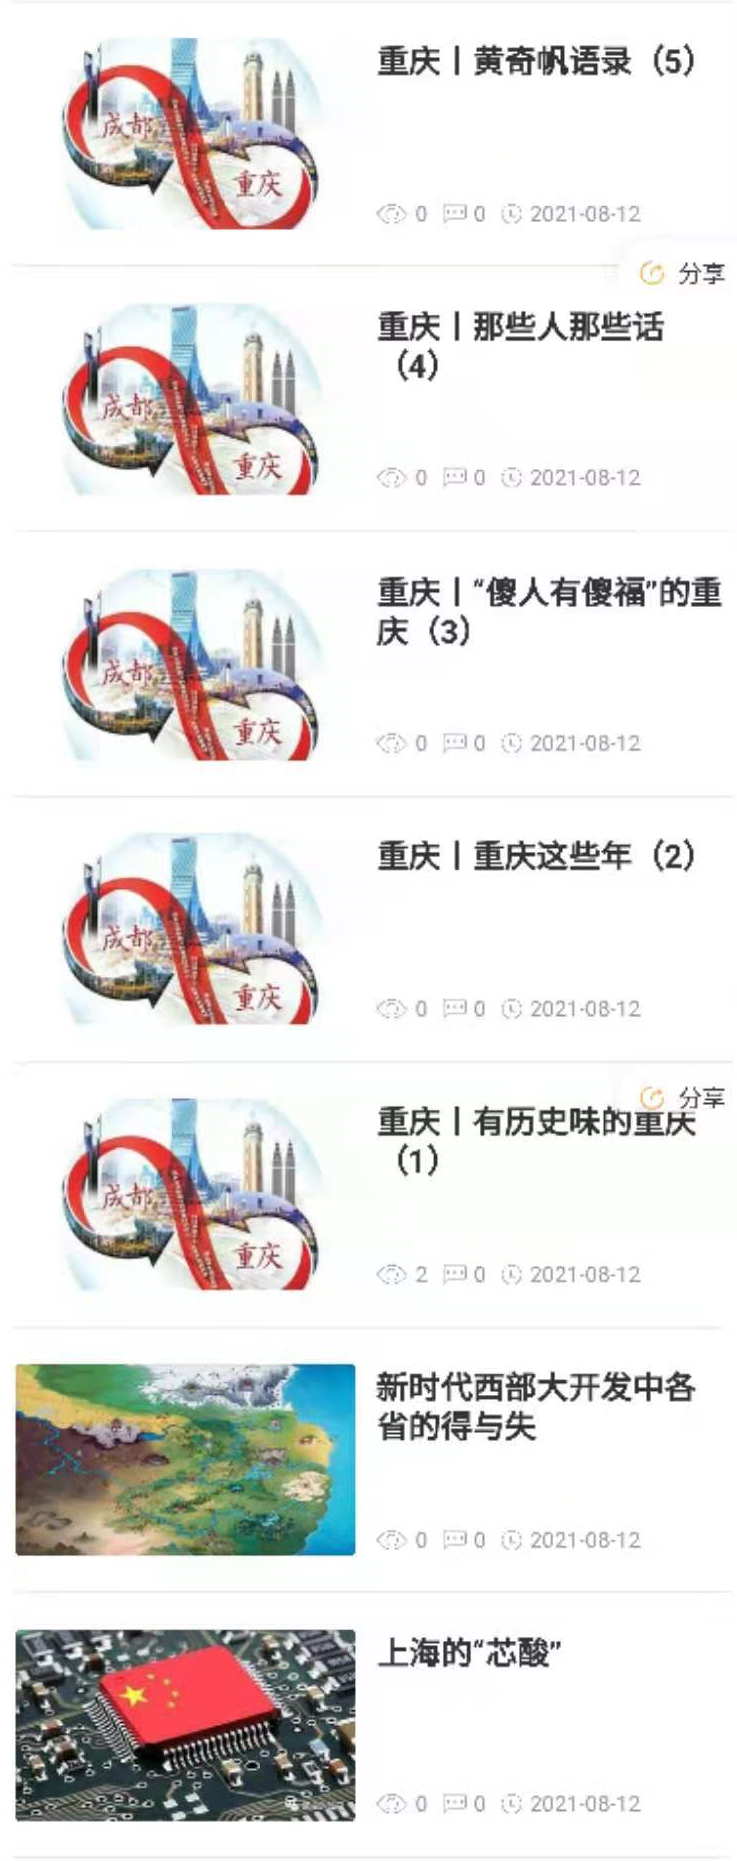 重庆丨黄奇帆语录（5）
成都
重庆
0 0 2021-08-12
分享
重庆丨那些人那些话
（4）
成都
重庆
0 0 2021-08-12
重庆丨“傻人有傻福”的重
庆（3）
成都
重庆
0 0 2021-08-12
重庆丨重庆这些年（2）
成都
重庆
0 0 2021-08-12
分享
重庆丨有历史味的重庆
（1）
成都
重庆
2 0 2021-08-12
新时代西部大开发中各
省的得与失
0 0 2021-08-12
上海的“芯酸”
0 0 2021-08-12